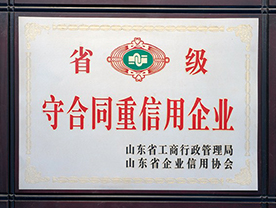 省级
守合同重信用企业
山东省工商行政管理局
山东省企业信用协会